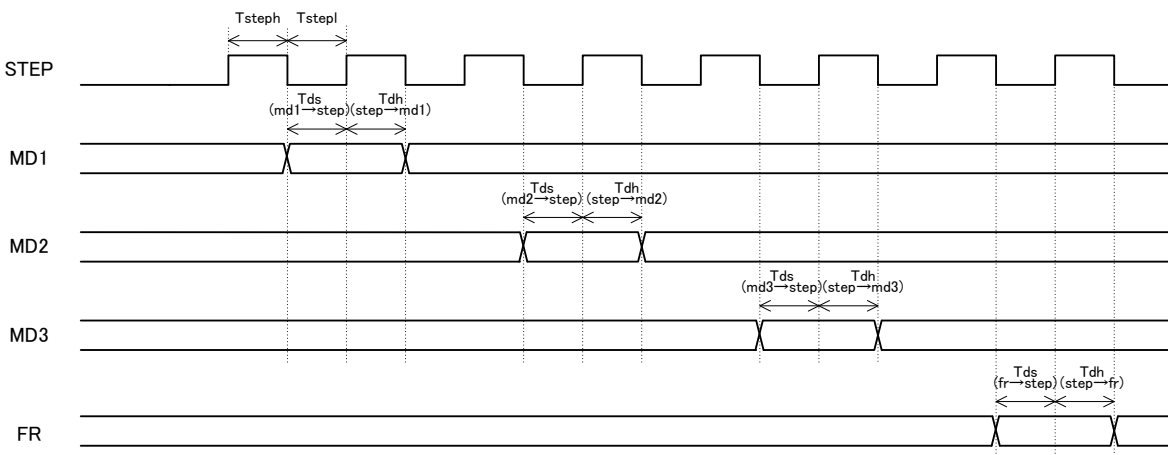 Tsteph Tstepl
STEP
Tds Tdh
(md1→step)(step→md1)
MD1
Tds Tdh
(md2→step)(step→md2)
MD2
Tds Tdh
(md3→step)(step→md3)
MD3
Tds Tdh
(fr→step)(step→fr)
FR